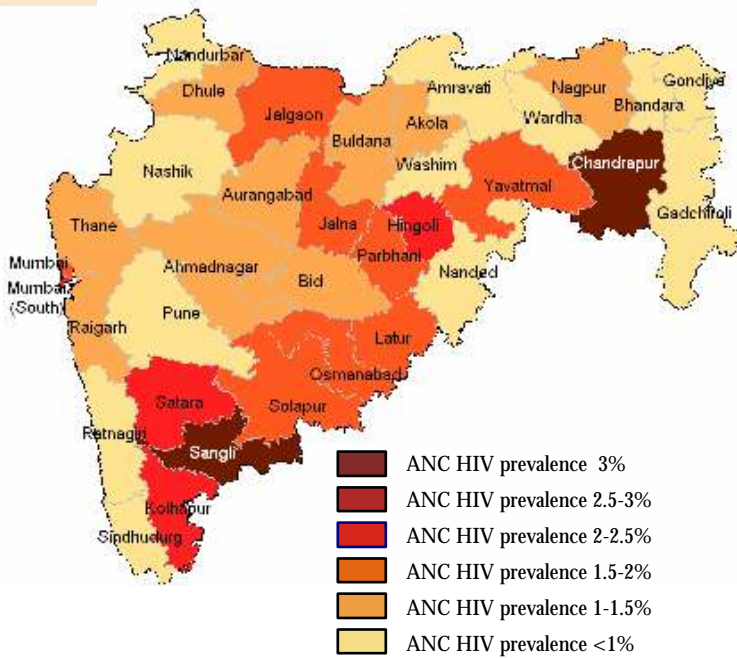 Nandurbar
Dhule
Jalgaon
Amravati
Nagpur
Gondiya
Bhandara
Wardha
Buldana
Akola
Washim
Chandrapur
Nashik
Yavatmal
Aurangabad
Gadchiroli
Thane
Jalna
Hingoli
Parbhani
Mumbai
Ahmadnagar
Nanded
Mumbai
(South)
Bid
Pune
Raigarh
Latur
Osmanabad
Satara
Solapur
Ratnagiri
Sangli
Kolhapur
Sindhudurg
ANC HIV prevalence 3%
ANC HIV prevalence 2.5-3%
ANC HIV prevalence 2-2.5%
ANC HIV prevalence 1.5-2%
ANC HIV prevalence 1-1.5%
ANC HIV prevalence <1%